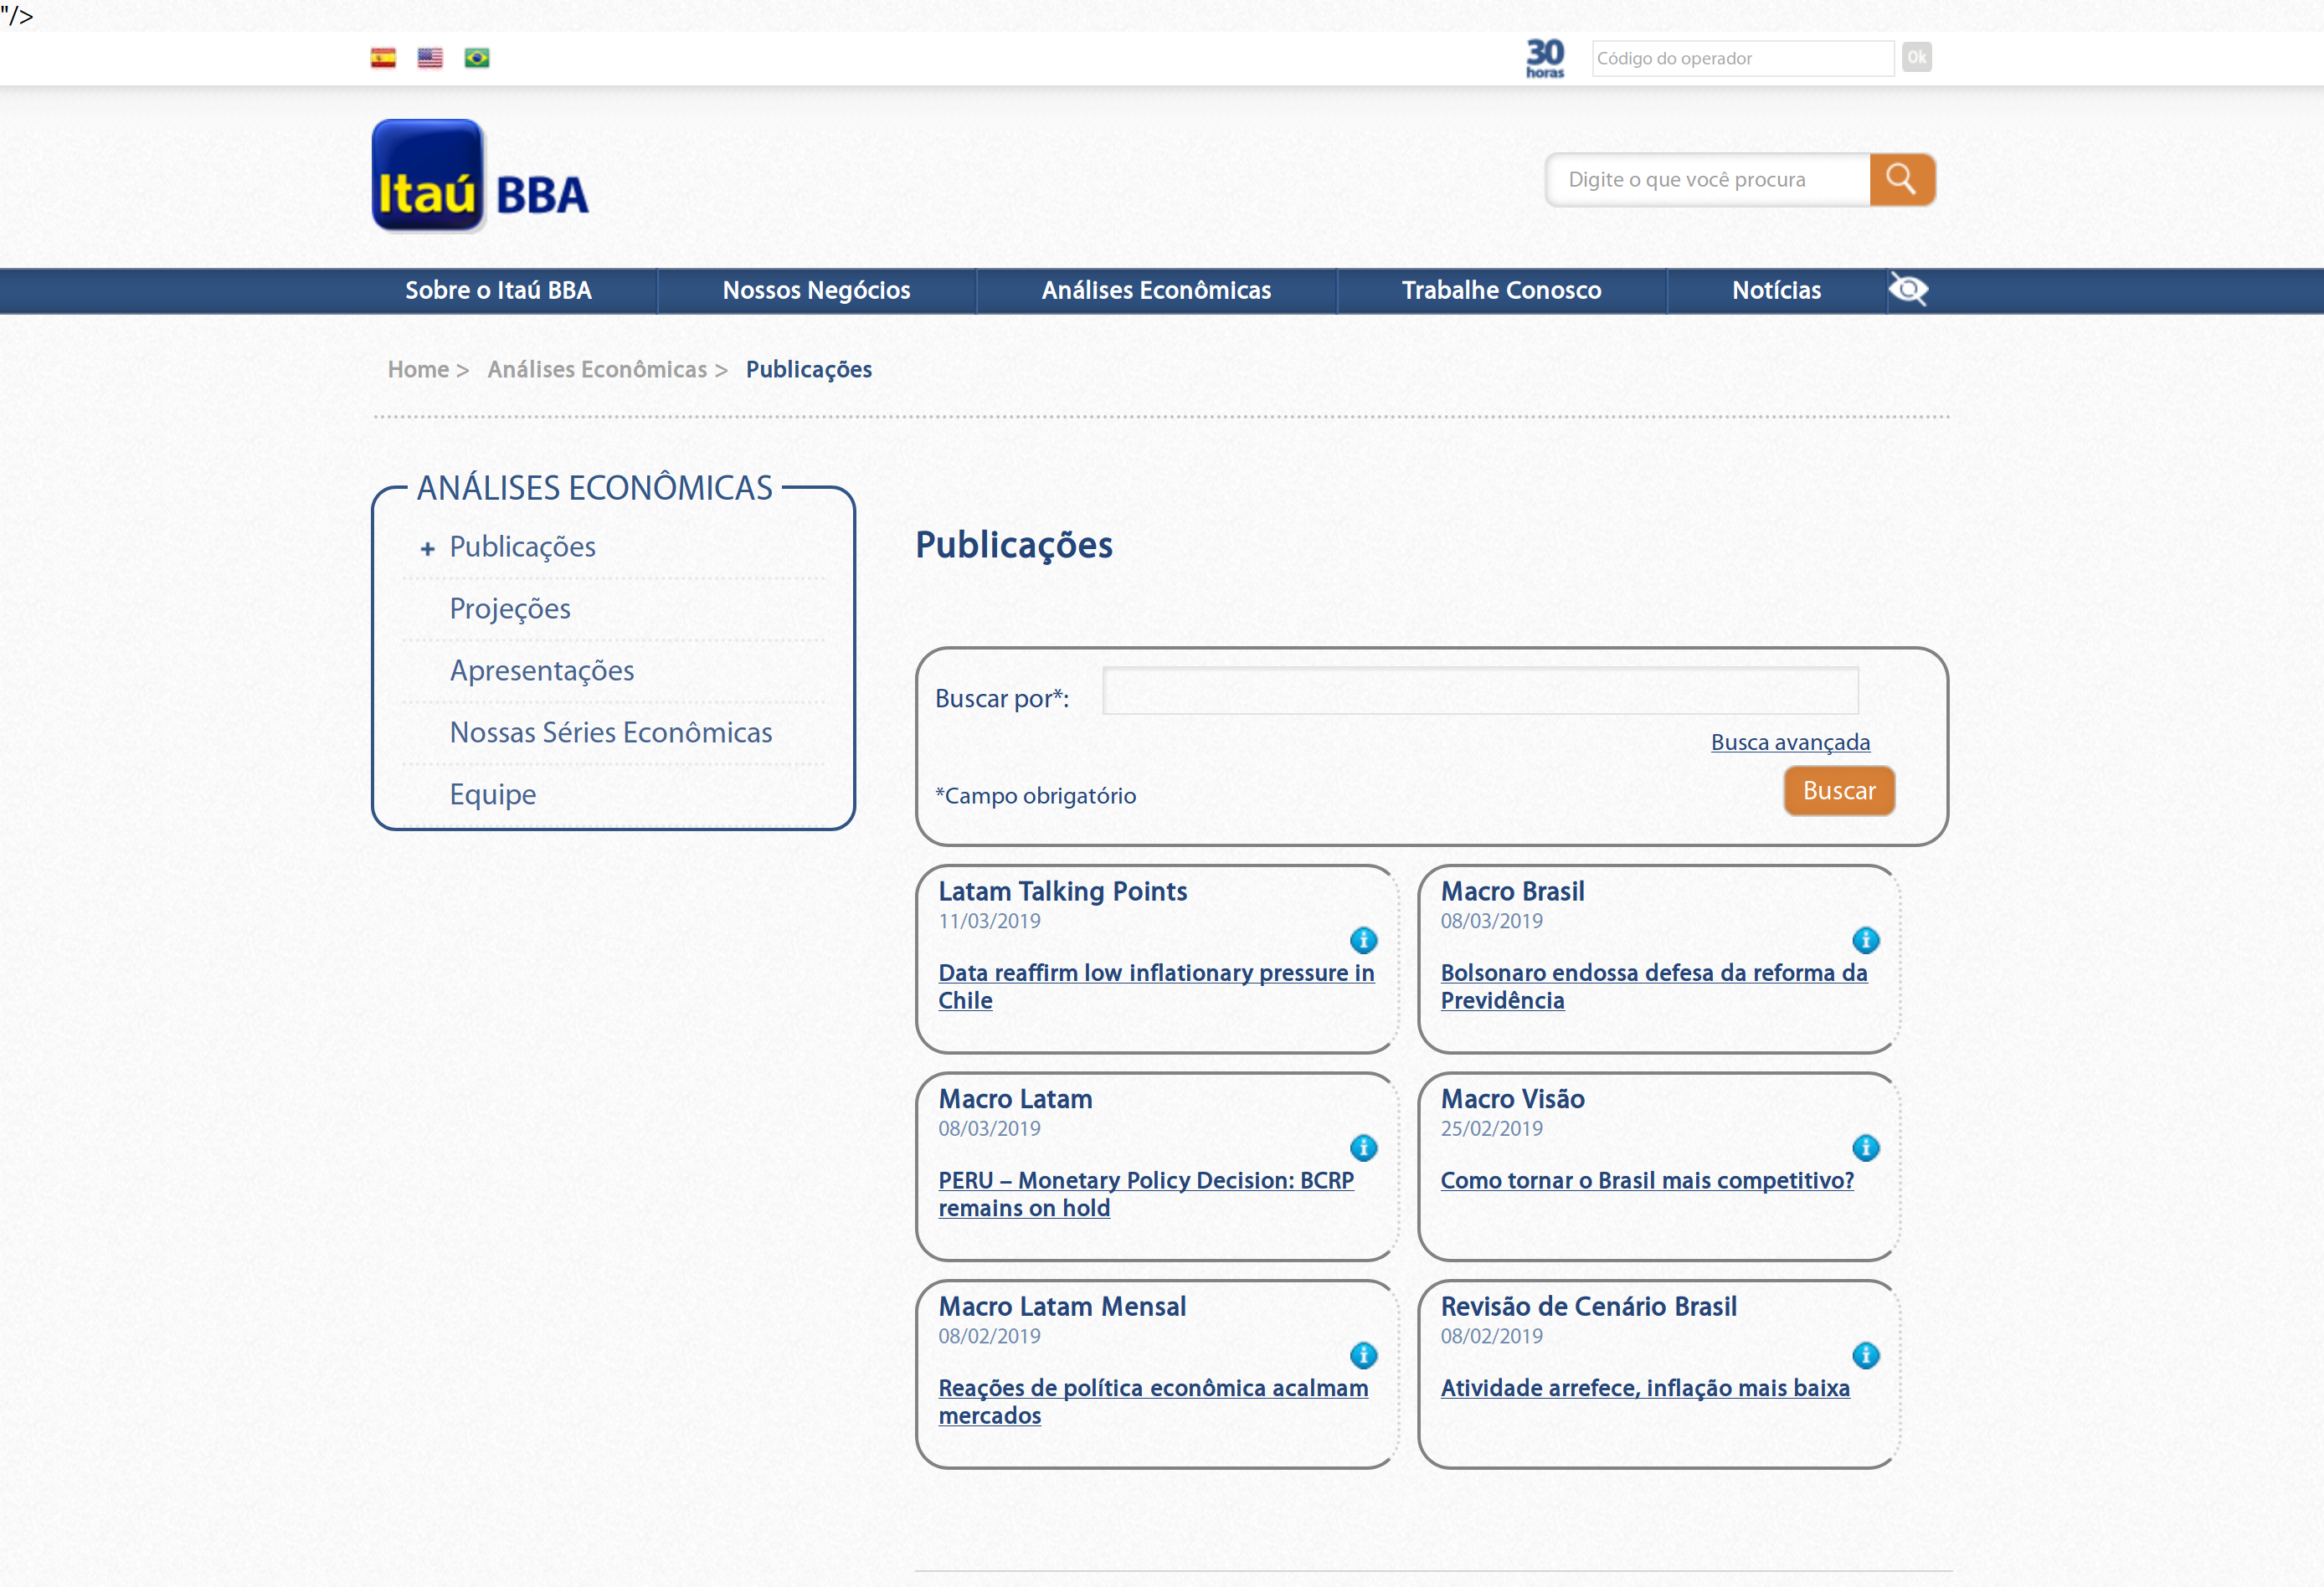 "/>
30
horas
Código do operador
Ok
Itaú BBA
Digite o que você procura
Sobre o Itaú BBA
Nossos Negócios
Análises Econômicas
Trabalhe Conosco
Notícias
Home > Análises Econômicas > Publicações
ANÁLISES ECONÔMICAS
+ Publicações
Projeções
Apresentações
Nossas Séries Econômicas
Equipe
Publicações
Buscar por*:
Busca avançada
*Campo obrigatório
Buscar
Latam Talking Points
11/03/2019
Data reaffirm low inflationary pressure in
Chile
Macro Brasil
08/03/2019
Bolsonaro endossa defesa da reforma da
Previdência
Macro Latam
08/03/2019
PERU – Monetary Policy Decision: BCRP
remains on hold
Macro Visão
25/02/2019
Como tornar o Brasil mais competitivo?
Macro Latam Mensal
08/02/2019
Reações de política econômica acalmam
mercados
Revisão de Cenário Brasil
08/02/2019
Atividade arrefece, inflação mais baixa